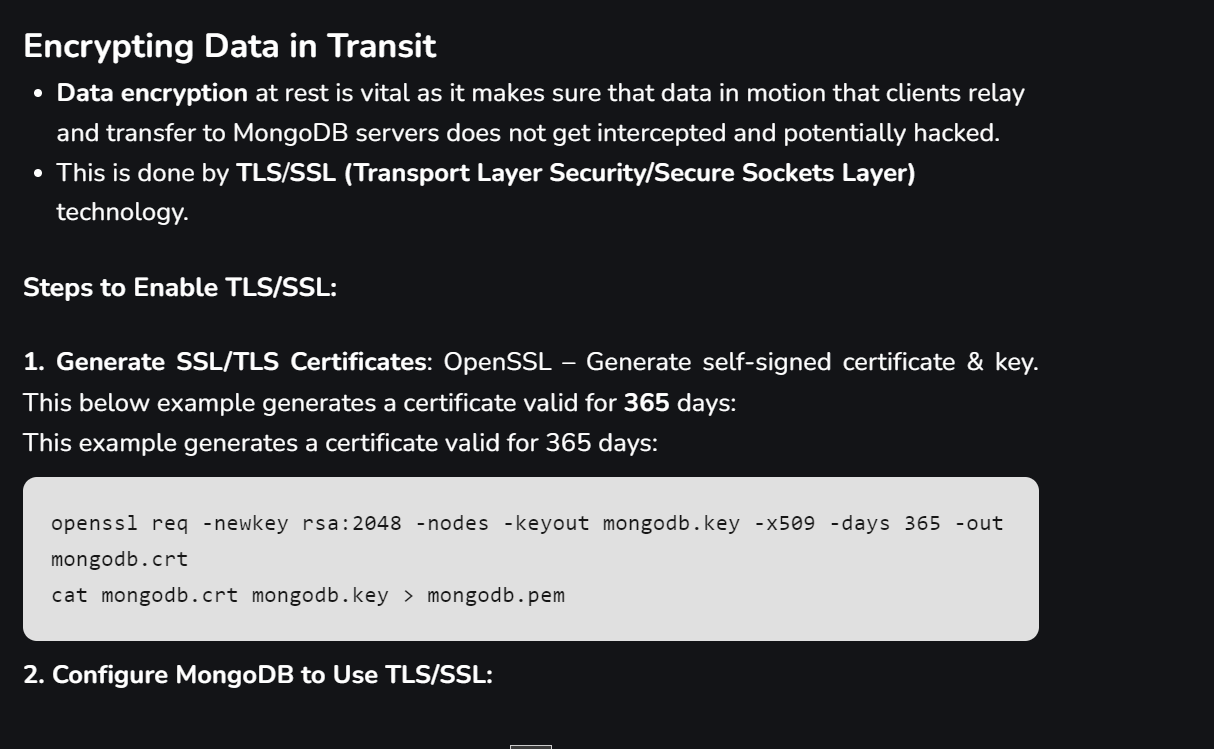 Encrypting Data in Transit
• Data encryption at rest is vital as it makes sure that data in motion that clients relay
and transfer to MongoDB servers does not get intercepted and potentially hacked.
• This is done by TLS/SSL (Transport Layer Security/Secure Sockets Layer)
technology.
Steps to Enable TLS/SSL:
1. Generate SSL/TLS Certificates: OpenSSL – Generate self-signed certificate & key.
This below example generates a certificate valid for 365 days:
This example generates a certificate valid for 365 days:
openssl req -newkey rsa:2048 -nodes -keyout mongodb.key -x509 -days 365 -out
mongodb.crt
cat mongodb.crt mongodb.key > mongodb.pem
2. Configure MongoDB to Use TLS/SSL: